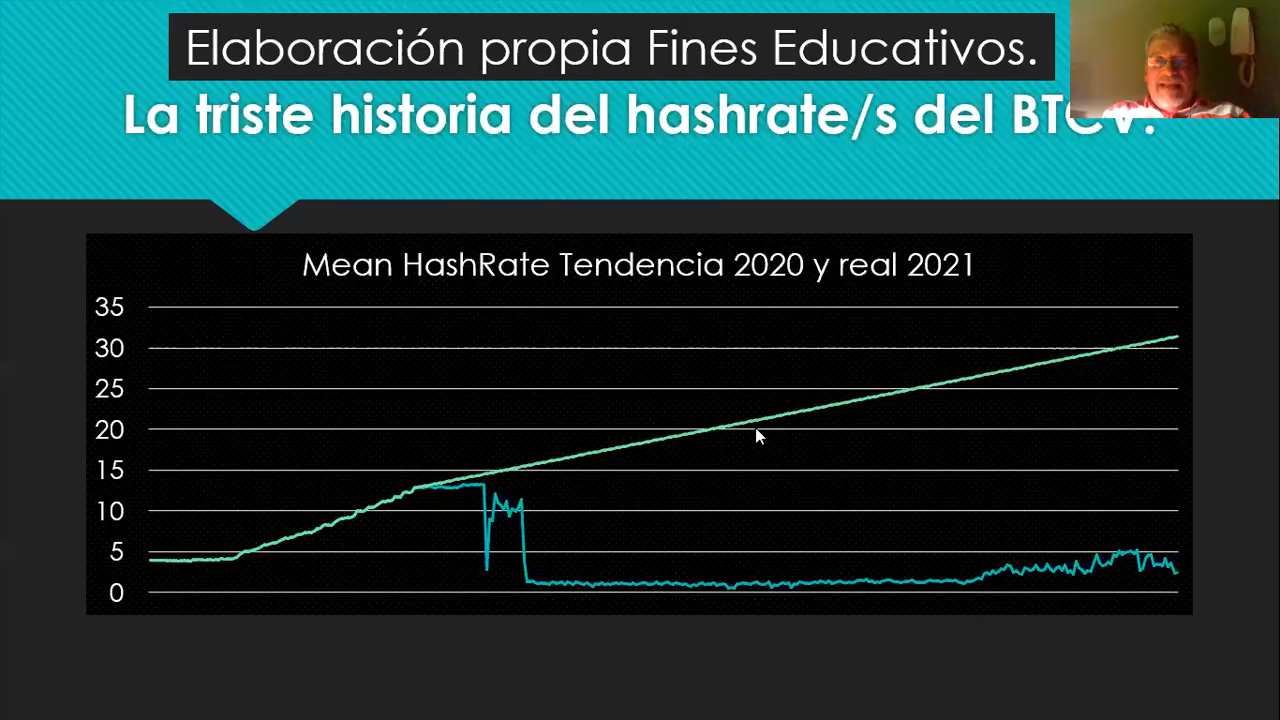 Elaboración propia Fines Educativos.
La triste historia del hashrate/s del BTCV.
Mean HashRate Tendencia 2020 y real 2021
35
30
25
20
15
10
5
0